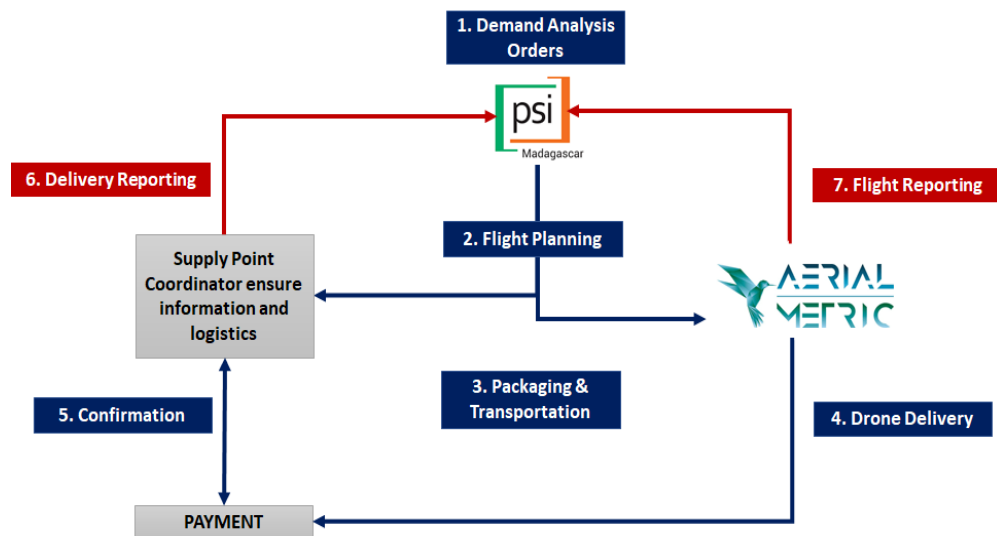 1. Demand Analysis
Orders
psi
Madagascar
6. Delivery Reporting
7. Flight Reporting
2. Flight Planning
Supply Point
Coordinator ensure
information and
logistics
AERIAL
METRIC
3. Packaging &
Transportation
5. Confirmation
4. Drone Delivery
PAYMENT